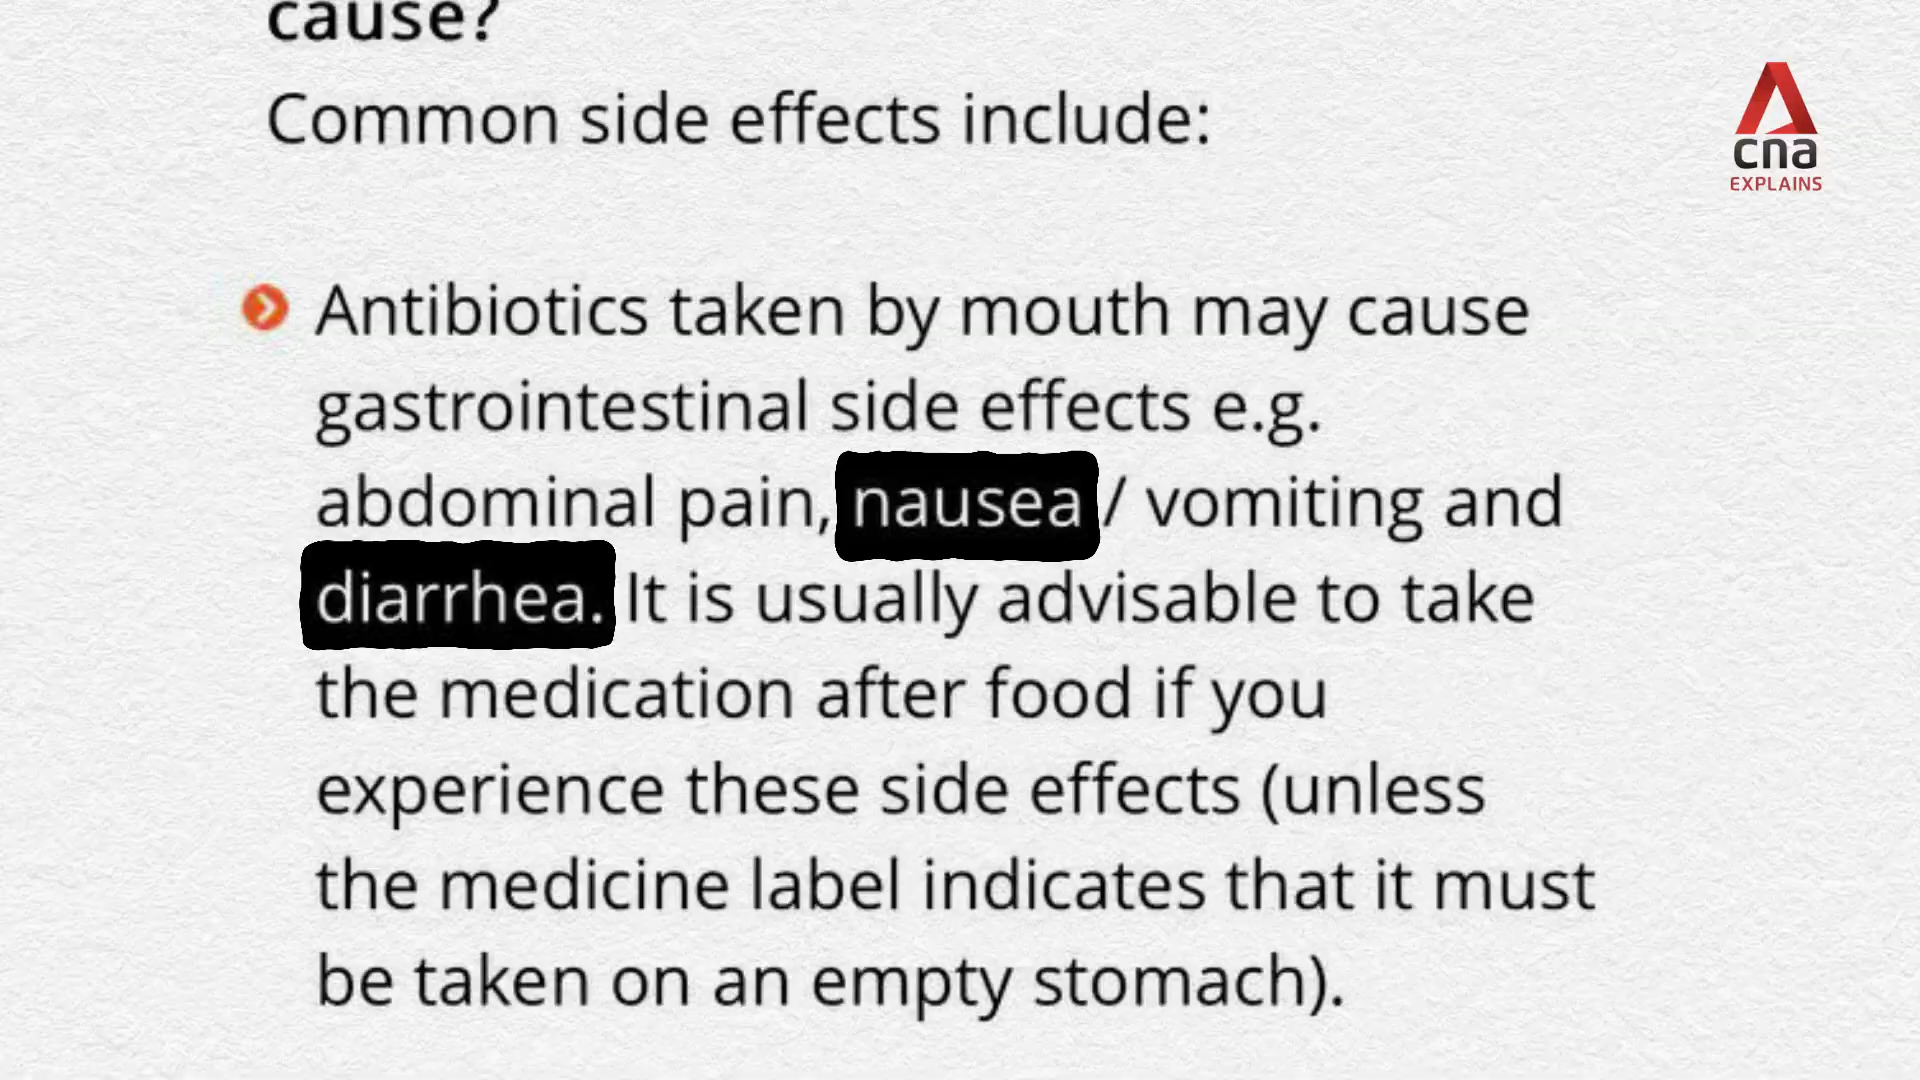 cause?
Common side effects include:
cna
EXPLAINS
Antibiotics taken by mouth may cause
gastrointestinal side effects e.g.
abdominal pain, nausea / vomiting and
diarrhea. It is usually advisable to take
the medication after food if you
experience these side effects (unless
the medicine label indicates that it must
be taken on an empty stomach).